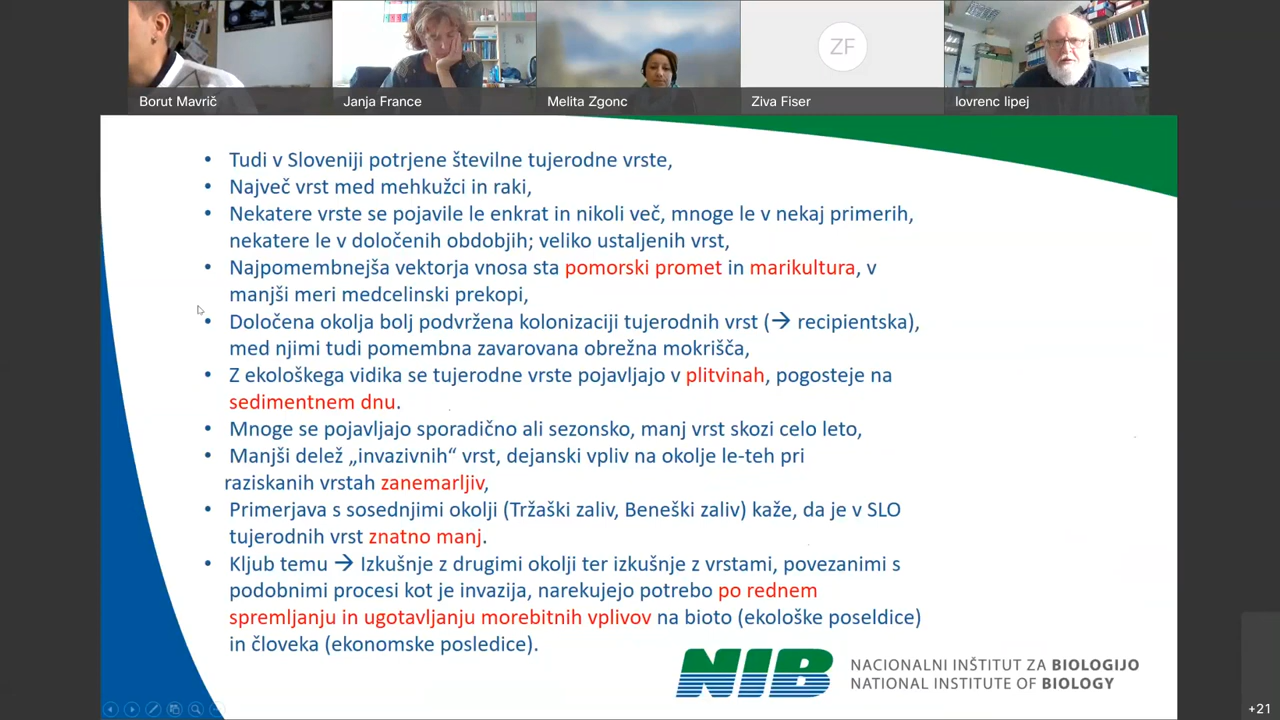 ZF
Borut Mavrič
Janja France
Melita Zgonc
Ziva Fiser
lovrenc lipej
• Tudi v Sloveniji potrjene številne tujerodne vrste,
• Največ vrst med mehkužci in raki,
• Nekatere vrste se pojavile le enkrat in nikoli več, mnoge le v nekaj primerih,
nekatere le v določenih obdobjih; veliko ustaljenih vrst,
• Najpomembnejša vektorja vnosa sta pomorski promet in marikultura, v
manjši meri medcelinski prekopi,
• Določena okolja bolj podvržena kolonizaciji tujerodnih vrst (→ recipientska),
med njimi tudi pomembna zavarovana obrežna mokrišča,
• Z ekološkega vidika se tujerodne vrste pojavljajo v plitvinah, pogosteje na
sedimentnem dnu.
• Mnoge se pojavljajo sporadično ali sezonsko, manj vrst skozi celo leto,
• Manjši delež „invazivnih“ vrst, dejanski vpliv na okolje le-teh pri
raziskanih vrstah zanemarljiv,
• Primerjava s sosednjimi okolji (Tržaški zaliv, Beneški zaliv) kaže, da je v SLO
tujerodnih vrst znatno manj.
• Kljub temu → Izkušnje z drugimi okolji ter izkušnje z vrstami, povezanimi s
podobnimi procesi kot je invazija, narekujejo potrebo po rednem
spremljanju in ugotavljanju morebitnih vplivov na bioto (ekološke poseldice)
in človeka (ekonomske posledice).
NIB
NACIONALNI INŠTITUT ZA BIOLOGIJO
NATIONAL INSTITUTE OF BIOLOGY
+21